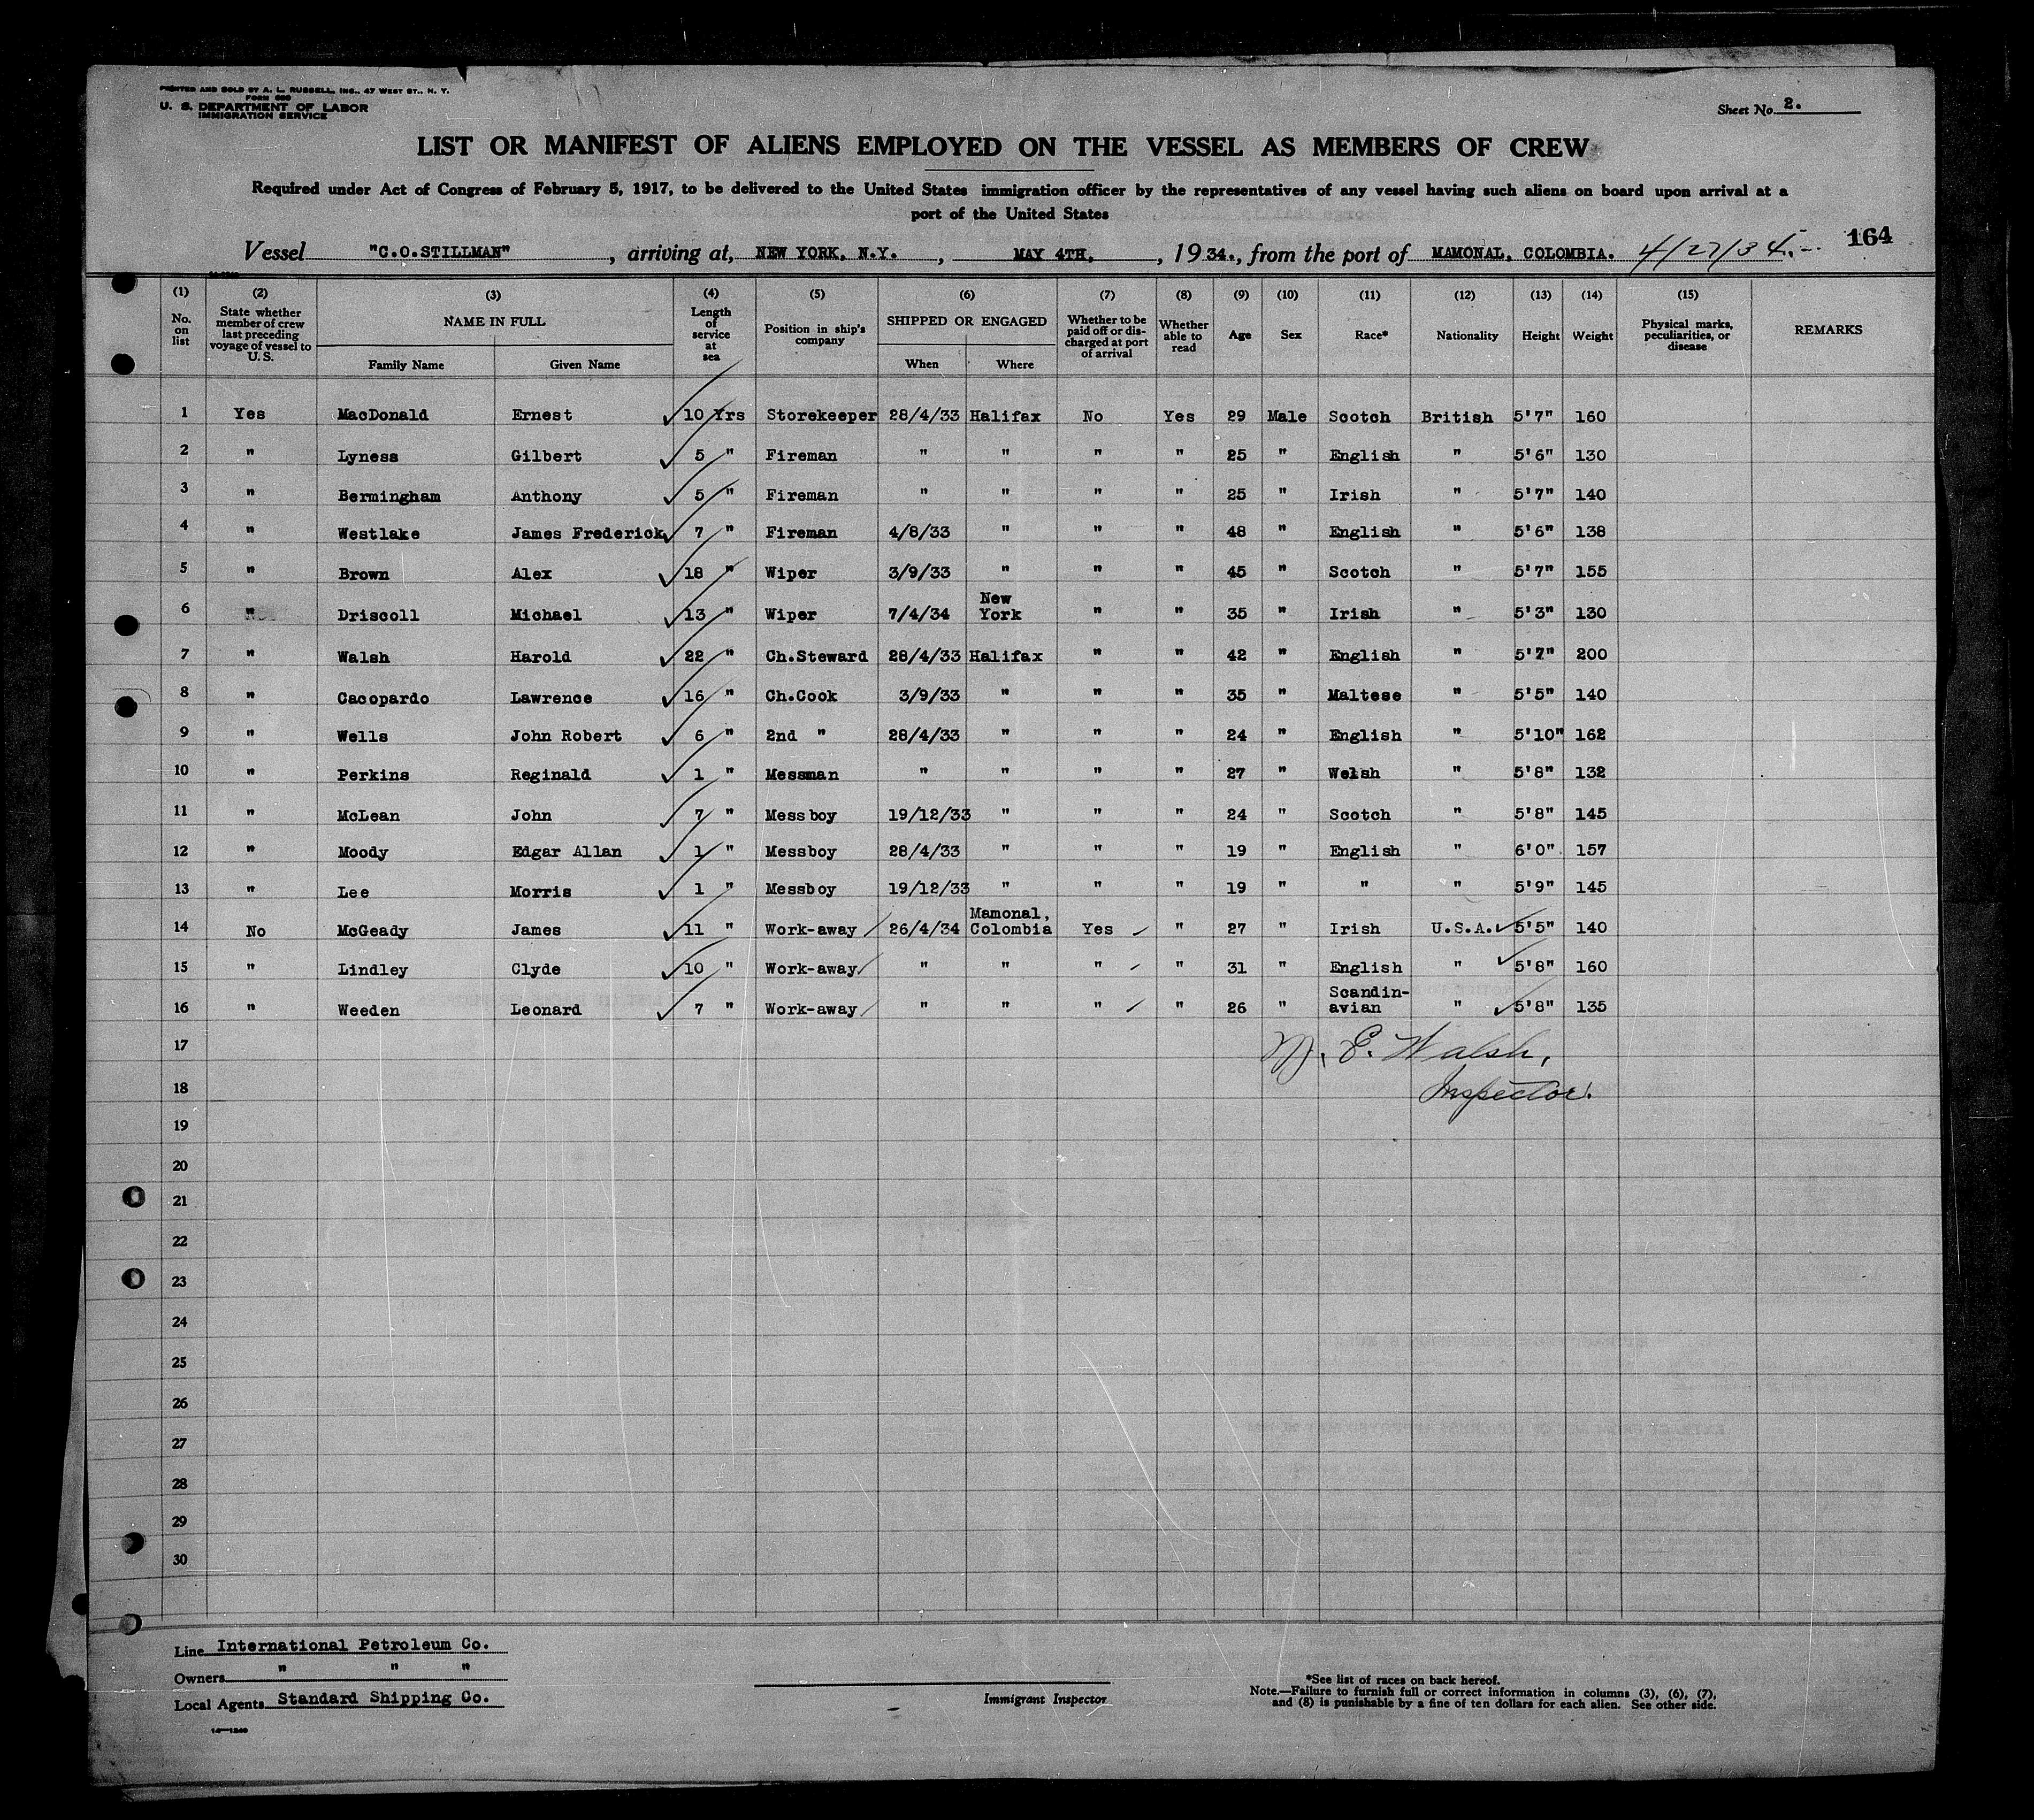 PRINTED AND SOLD BY A. L. RUSSELL, INC., 47 WEST ST., N. Y.
FORM 680
U. S. DEPARTMENT OF LABOR
IMMIGRATION SERVICE
Sheet No. 2.
LIST OR MANIFEST OF ALIENS EMPLOYED ON THE VESSEL AS MEMBERS OF CREW
Required under Act of Congress of February 5, 1917, to be delivered to the United States immigration officer by the representatives of any vessel having such aliens on board upon arrival at a
port of the United States
Vessel "C.O.STILLMAN" , arriving at, NEW YORK, N.Y. , MAY 4TH, , 19 34., from the port of MAMONAL, COLOMBIA. 4/27/34.- 164
(1) No. on list (2) State whether member of crew last preceding voyage of vessel to U. S. (3) NAME IN FULL Family Name Given Name (4) Length of service at sea (5) Position in ship's company (6) SHIPPED OR ENGAGED When Where (7) Whether to be paid off or discharged at port of arrival (8) Whether able to read (9) Age (10) Sex (11) Race* (12) Nationality (13) Height (14) Weight (15) Physical marks, peculiarities, or disease REMARKS
1 Yes MacDonald Ernest 10 Yrs Storekeeper 28/4/33 Halifax No Yes 29 Male Scotch British 5'7" 160
2 " Lyness Gilbert 5 " Fireman " " " " 25 " English " 5'6" 130
3 " Bermingham Anthony 5 " Fireman " " " " 25 " Irish " 5'7" 140
4 " Westlake James Frederick 7 " Fireman 4/8/33 " " " 48 " English " 5'6" 138
5 " Brown Alex 18 " Wiper 3/9/33 " " " 45 " Scotch " 5'7" 155
6 " Driscoll Michael 13 " Wiper 7/4/34 New York " " 35 " Irish " 5'3" 130
7 " Walsh Harold 22 " Ch.Steward 28/4/33 Halifax " " 42 " English " 5'7" 200
8 " Cacopardo Lawrence 16 " Ch.Cook 3/9/33 " " " 35 " Maltese " 5'5" 140
9 " Wells John Robert 6 " 2nd " 28/4/33 " " " 24 " English " 5'10" 162
10 " Perkins Reginald 1 " Messman " " " " 27 " Welsh " 5'8" 132
11 " McLean John 7 " Messboy 19/12/33 " " " 24 " Scotch " 5'8" 145
12 " Moody Edgar Allan 1 " Messboy 28/4/33 " " " 19 " English " 6'0" 157
13 " Lee Morris 1 " Messboy 19/12/33 " " " 19 " " " 5'9" 145
14 No McGeady James 11 " Work-away 26/4/34 Mamonal, Colombia Yes " 27 " Irish U.S.A. 5'5" 140
15 " Lindley Clyde 10 " Work-away " " " " 31 " English " 5'8" 160
16 " Weeden Leonard 7 " Work-away " " " " 26 " Scandin-avian " 5'8" 135
17 E. Walsh,
18 Inspector.
19
20
21
22
23
24
25
26
27
28
29
30
Line International Petroleum Co.
Owners " " "
Local Agents Standard Shipping Co.
14—1240
Immigrant Inspector
*See list of races on back hereof.
Note.—Failure to furnish full or correct information in columns (3), (6), (7),
and (8) is punishable by a fine of ten dollars for each alien. See other side.